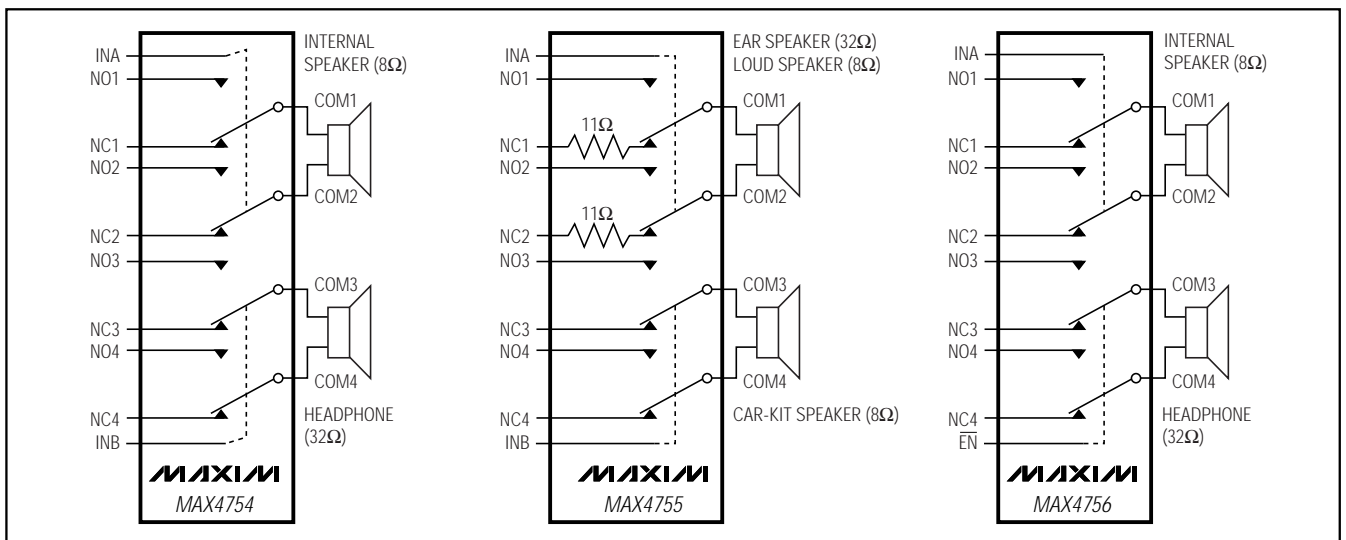 INTERNAL
SPEAKER (8Ω)
INA
NO1
COM1
NC1
NO2
COM2
NC2
NO3
COM3
NC3
NO4
COM4
NC4
HEADPHONE
(32Ω)
INB
MAXIM
MAX4754
EAR SPEAKER (32Ω)
LOUD SPEAKER (8Ω)
INA
NO1
COM1
11Ω
NC1
NO2
COM2
11Ω
NC2
NO3
COM3
NC3
NO4
COM4
NC4
CAR-KIT SPEAKER (8Ω)
INB
MAXIM
MAX4755
INTERNAL
SPEAKER (8Ω)
INA
NO1
COM1
NC1
NO2
COM2
NC2
NO3
COM3
NC3
NO4
COM4
NC4
HEADPHONE
(32Ω)
E̅N̅
MAXIM
MAX4756